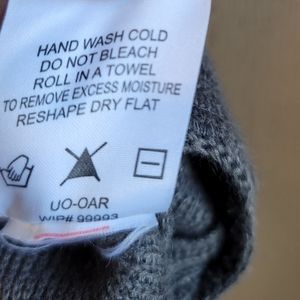 HAND WASH COLD
DO NOT BLEACH
ROLL IN A TOWEL
TO REMOVE EXCESS MOISTURE
RESHAPE DRY FLAT
UO-OAR
WIP# 99993